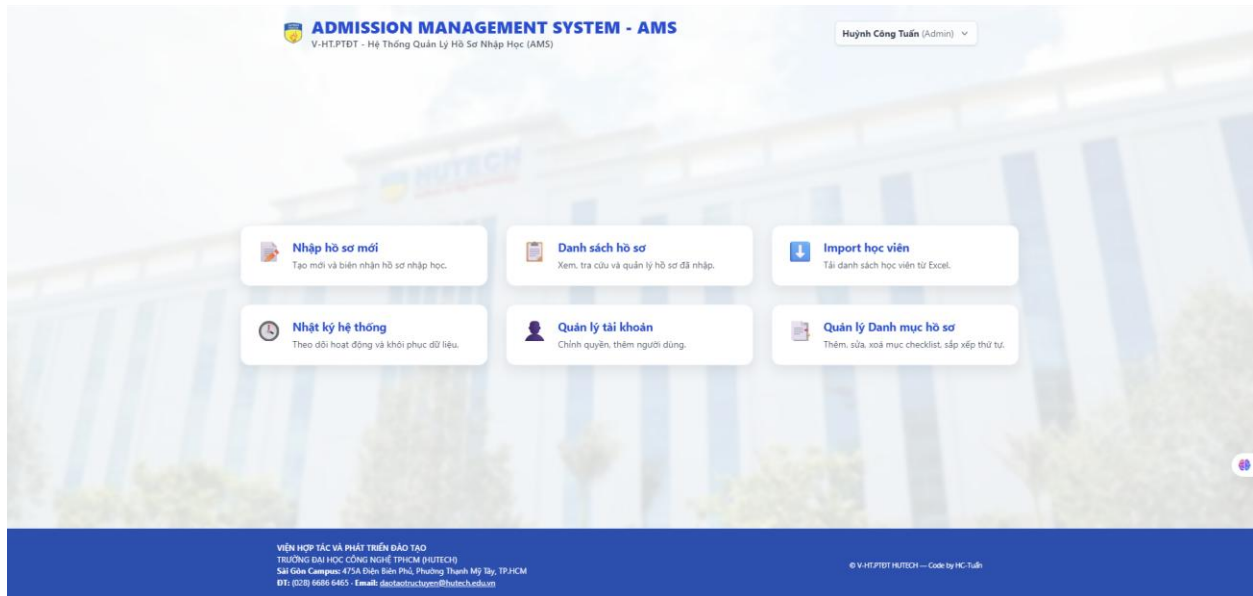 ADMISSION MANAGEMENT SYSTEM - AMS
V-HT.PTĐT - Hệ Thống Quản Lý Hồ Sơ Nhập Học (AMS)
Huỳnh Công Tuấn (Admin)
HUTECH
Nhập hồ sơ mới
Tạo mới và biên nhận hồ sơ nhập học.
Danh sách hồ sơ
Xem, tra cứu và quản lý hồ sơ đã nhập.
Import học viên
Tải danh sách học viên từ Excel.
Nhật ký hệ thống
Theo dõi hoạt động và khôi phục dữ liệu.
Quản lý tài khoản
Chỉnh quyền, thêm người dùng.
Quản lý Danh mục hồ sơ
Thêm, sửa, xoá mục checklist, sắp xếp thứ tự.
VIỆN HỢP TÁC VÀ PHÁT TRIỂN ĐÀO TẠO
TRƯỜNG ĐẠI HỌC CÔNG NGHỆ TPHCM (HUTECH)
Sài Gòn Campus: 475A Điện Biên Phủ, Phường Thạnh Mỹ Tây, TP.HCM
ĐT: (028) 6686 6465 - Email: daotaotructuyen@hutech.edu.vn
© V-HT.PTĐT HUTECH — Code by HC-Tuấn